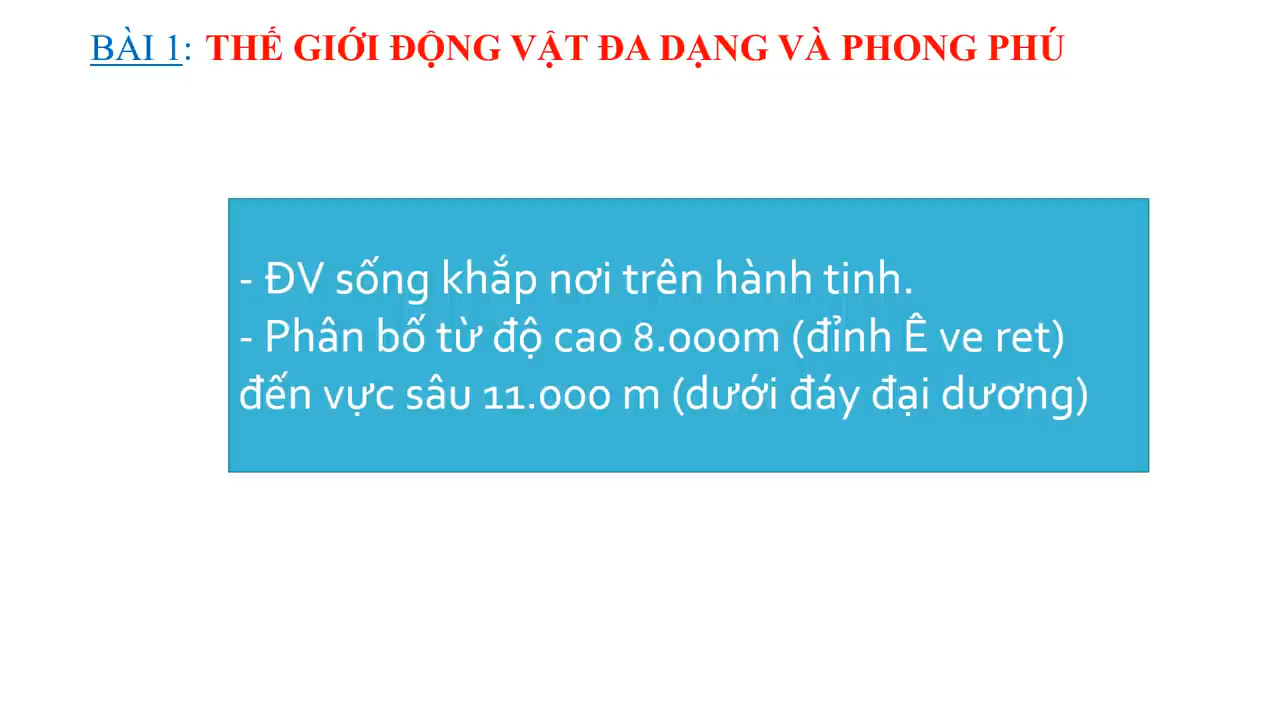 BÀI 1: THẾ GIỚI ĐỘNG VẬT ĐA DẠNG VÀ PHONG PHÚ
- ĐV sống khắp nơi trên hành tinh.
- Phân bố từ độ cao 8.000m (đỉnh Ê ve ret)
đến vực sâu 11.000 m (dưới đáy đại dương)